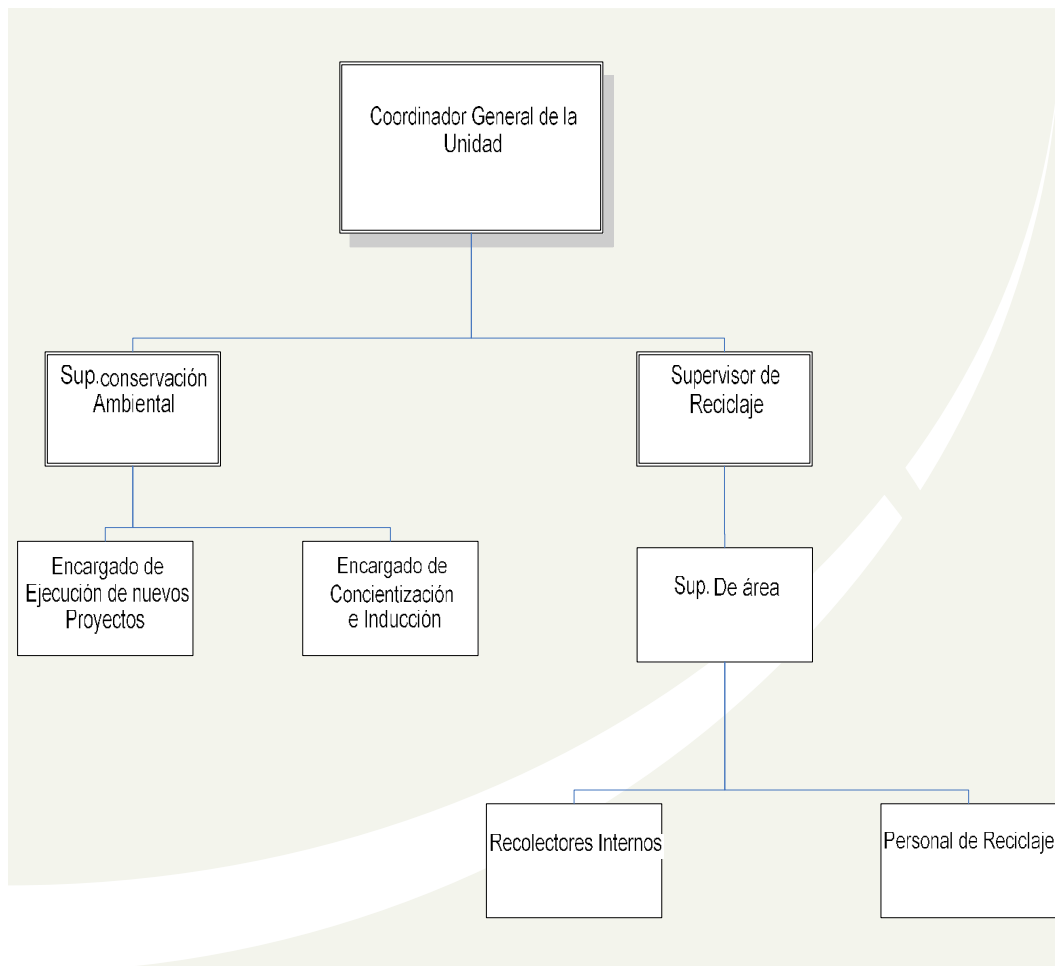 Coordinador General de la
Unidad
Sup.conservación
Ambiental
Supervisor de
Reciclaje
Encargado de
Ejecución de nuevos
Proyectos
Encargado de
Concientización
e Inducción
Sup. De área
Recolectores Internos
Personal de Reciclaje